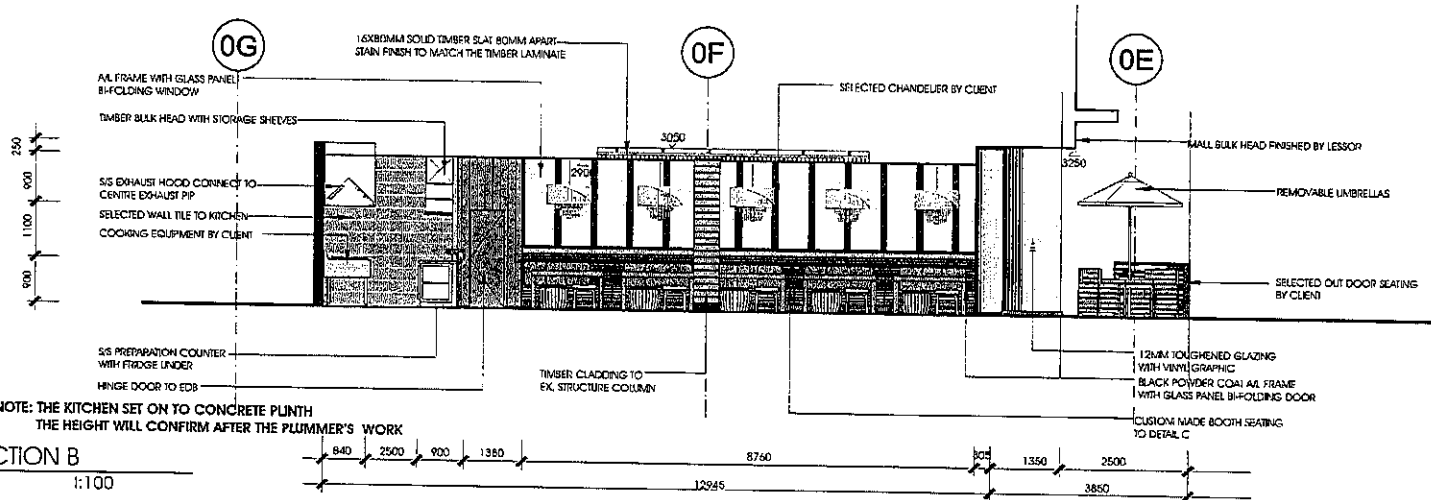 0G
0F
0E
16X80MM SOLID TIMBER SLAT 80MM APART
STAIN FINISH TO MATCH THE TIMBER LAMINATE
A/L FRAME WITH GLASS PANEL
BI-FOLDING WINDOW
SELECTED CHANDELIER BY CLIENT
TIMBER BULK HEAD WITH STORAGE SHELVES
3050
MALL BULK HEAD FINISHED BY LESSOR
3250
2900
250
900
1100
900
S/S EXHAUST HOOD CONNECT TO
CENTRE EXHAUST PIP
REMOVABLE UMBRELLAS
SELECTED WALL TILE TO KITCHEN
COOKING EQUIPMENT BY CLIENT
SELECTED OUT DOOR SEATING
BY CLIENT
S/S PREPARATION COUNTER
WITH FRIDGE UNDER
HINGE DOOR TO EDB
TIMBER CLADDING TO
EX. STRUCTURE COLUMN
12MM TOUGHENED GLAZING
WITH VINYL GRAPHIC
BLACK POWDER COAT A/L FRAME
WITH GLASS PANEL BI-FOLDING DOOR
CUSTOM MADE BOOTH SEATING
TO DETAIL C
NOTE: THE KITCHEN SET ON TO CONCRETE PLINTH
THE HEIGHT WILL CONFIRM AFTER THE PLUMMER'S WORK
CTION B
1:100
840 2500 900 1380 8760 305 1350 2500
12945 3850